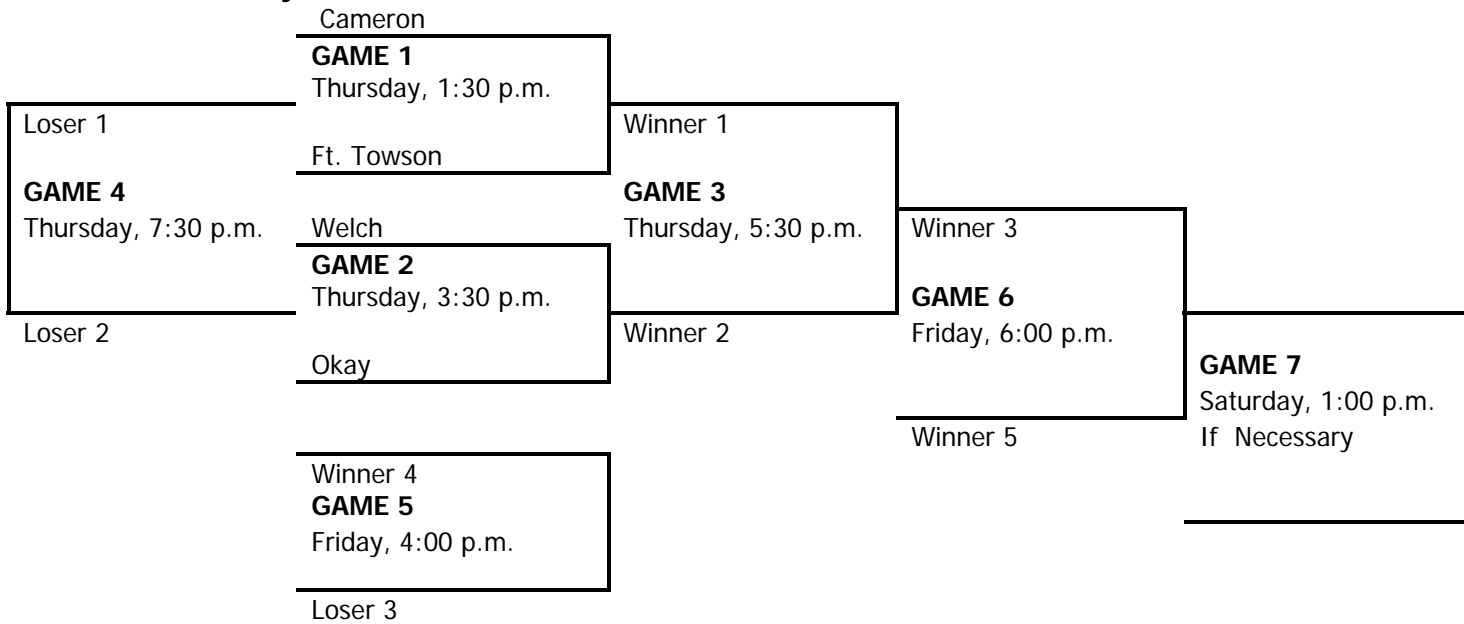 Cameron
GAME 1
Thursday, 1:30 p.m.
Loser 1
Winner 1
Ft. Towson
GAME 4
GAME 3
Thursday, 7:30 p.m.
Welch
Thursday, 5:30 p.m.
Winner 3
GAME 2
Thursday, 3:30 p.m.
GAME 6
Loser 2
Winner 2
Friday, 6:00 p.m.
Okay
GAME 7
Saturday, 1:00 p.m.
Winner 5
If Necessary
Winner 4
GAME 5
Friday, 4:00 p.m.
Loser 3